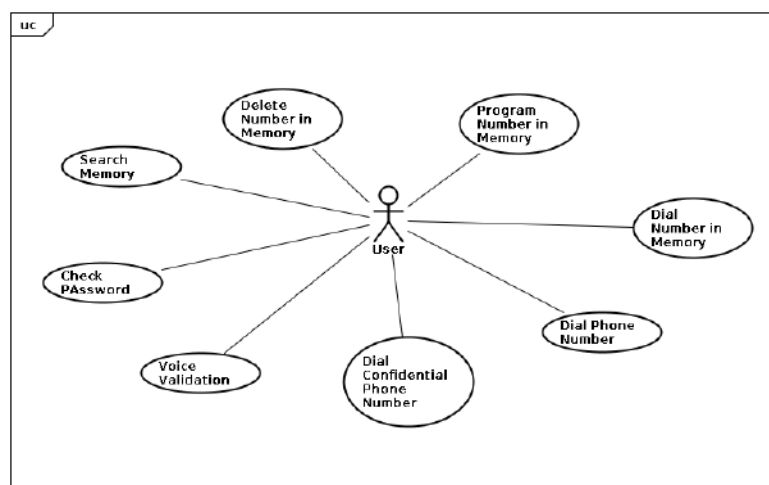 uc
Delete
Number in
Memory
Program
Number in
Memory
Search
Memory
Dial
Number in
Memory
User
Check
PAssword
Dial Phone
Number
Voice
Validation
Dial
Confidential
Phone
Number